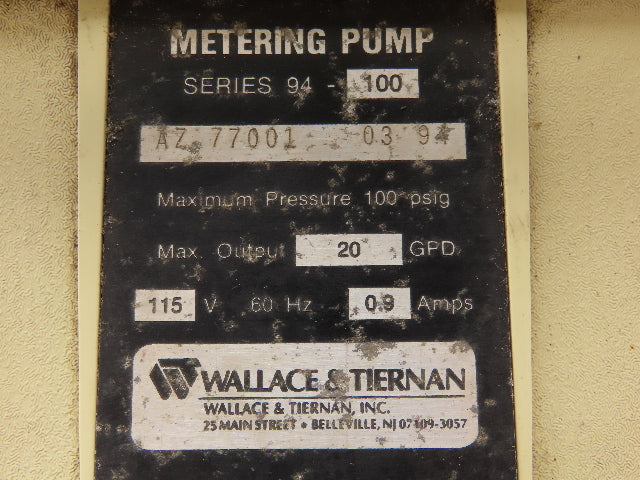 METERING PUMP
SERIES 94 - 100
AZ 77001 03 94
Maximum Pressure 100 psig
Max. Output 20 GPD
115 V 60 Hz 0.9 Amps
WALLACE & TIERNAN
WALLACE & TIERNAN, INC.
25 MAIN STREET • BELLEVILLE, NJ 07109-3057